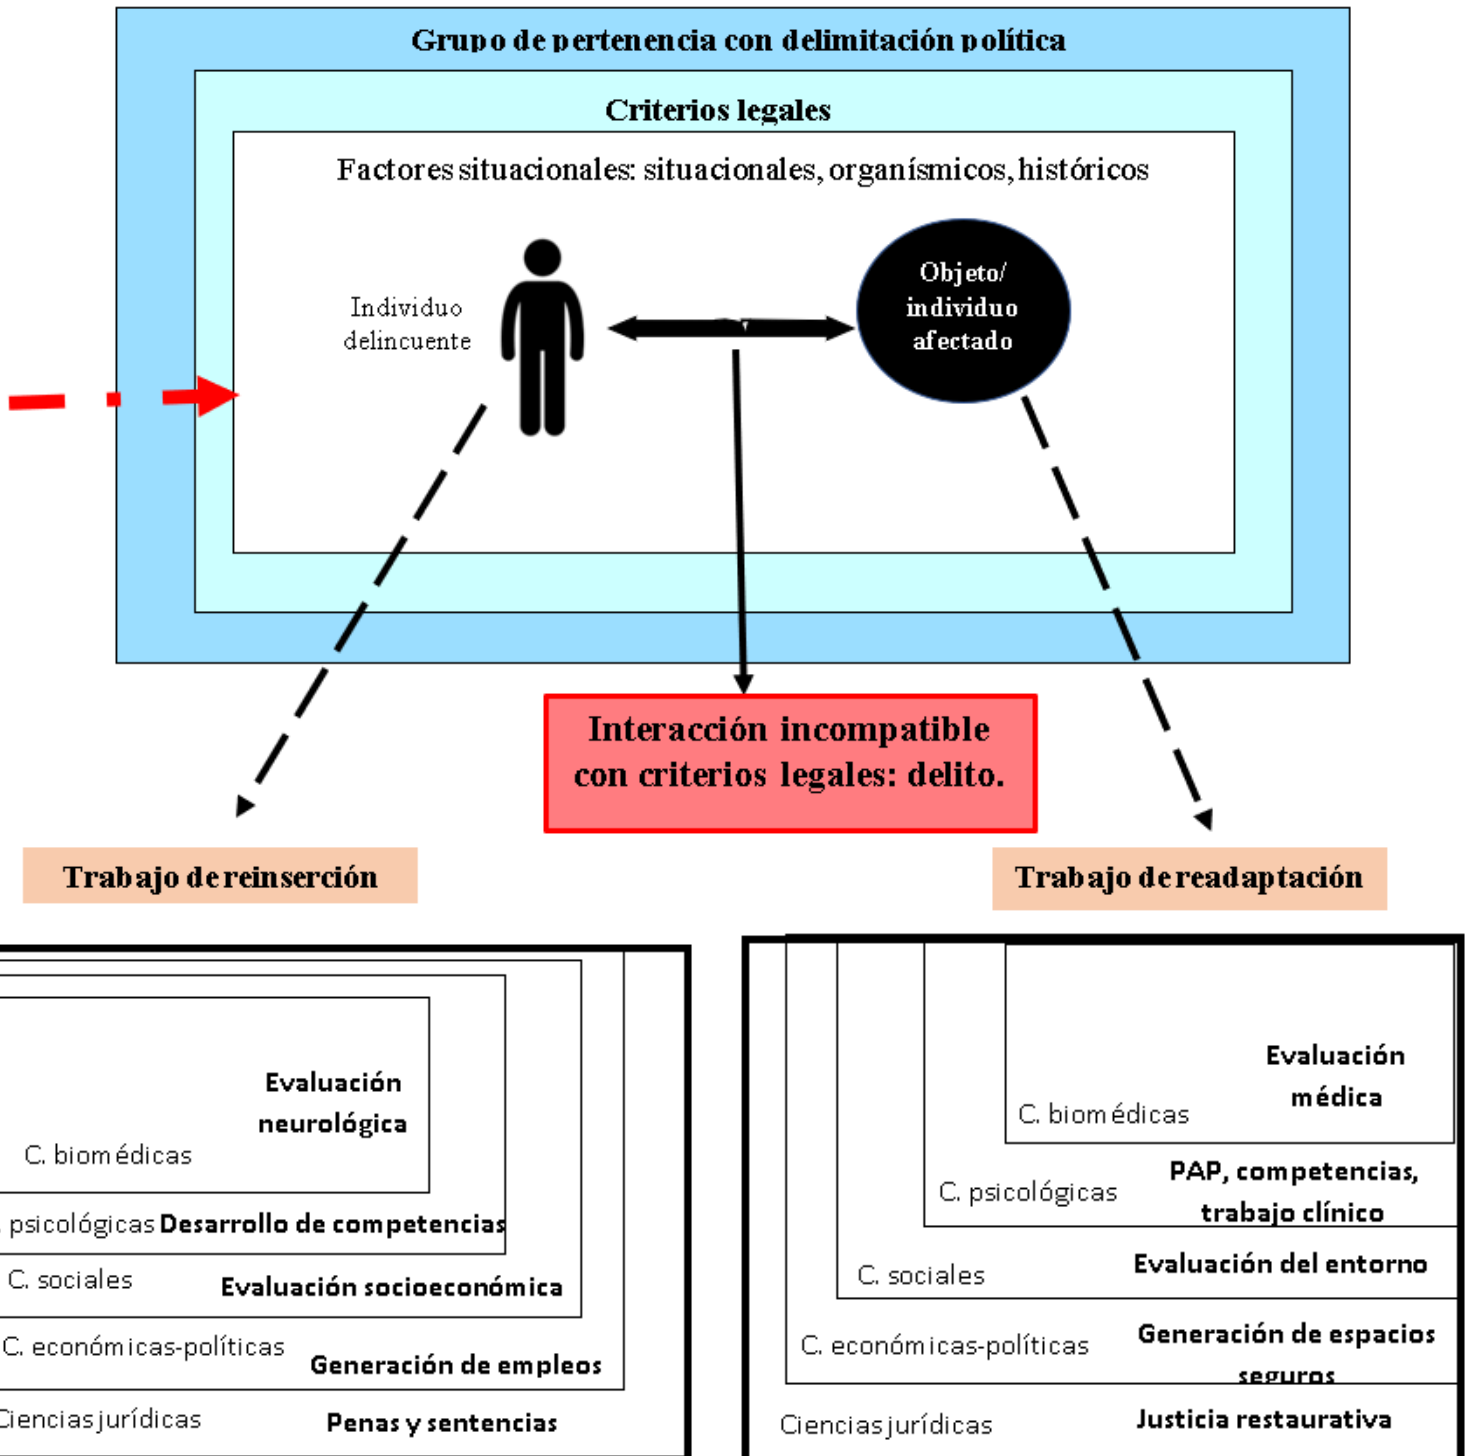 Grupo de pertenencia con delimitación política
Criterios legales
Factores situacionales: situacionales, organísmicos, históricos
Individuo
delincuente
Objeto/
individuo
afectado
Interacción incompatible
con criterios legales: delito.
Trabajo de reinserción
Trabajo de readaptación
Evaluación
neurológica
C. biomédicas
psicológicas Desarrollo de competencias
C. sociales
Evaluación socioeconómica
C. económicas-políticas
Generación de empleos
Ciencias jurídicas
Penas y sentencias
Evaluación
médica
C. biomédicas
PAP, competencias,
C. psicológicas
trabajo clínico
Evaluación del entorno
C. sociales
Generación de espacios
C. económicas-políticas
seguros
Justicia restaurativa
Ciencias jurídicas